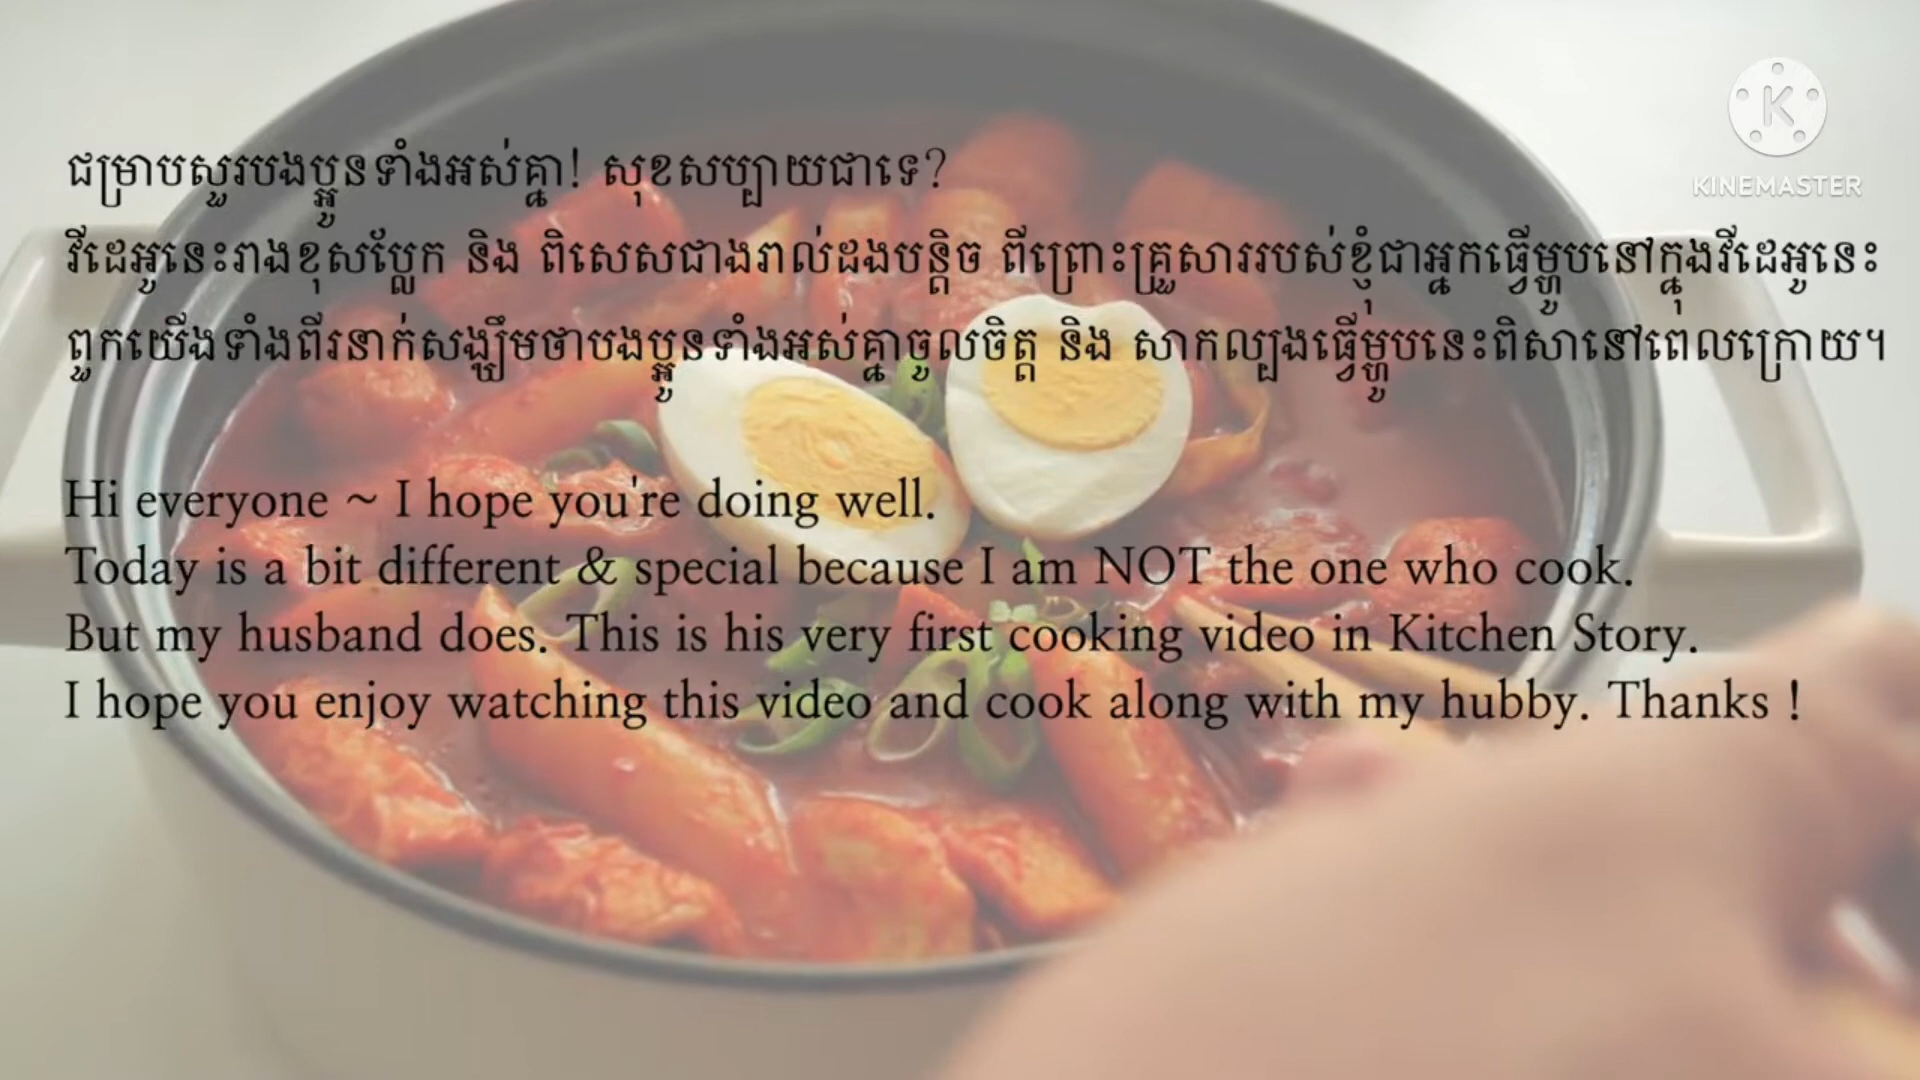 ជម្រាបសួរបងប្អូនទាំងអស់គ្នា! សុខសប្បាយជាទេ?
វីដេអូនេះរាងខុសប្លែក និង ពិសេសជាងរាល់ដងបន្តិច ពីព្រោះគ្រួសាររបស់ខ្ញុំជាអ្នកធ្វើម្ហូបនៅក្នុងវីដេអូនេះ
ពួកយើងទាំងពីរនាក់សង្ឃឹមថាបងប្អូនទាំងអស់គ្នាចូលចិត្ត និង សាកល្បងធ្វើម្ហូបនេះពិសានៅពេលក្រោយ។
Hi everyone ~ I hope you're doing well.
Today is a bit different & special because I am NOT the one who cook.
But my husband does. This is his very first cooking video in Kitchen Story.
I hope you enjoy watching this video and cook along with my hubby. Thanks !
K
KINEMASTER